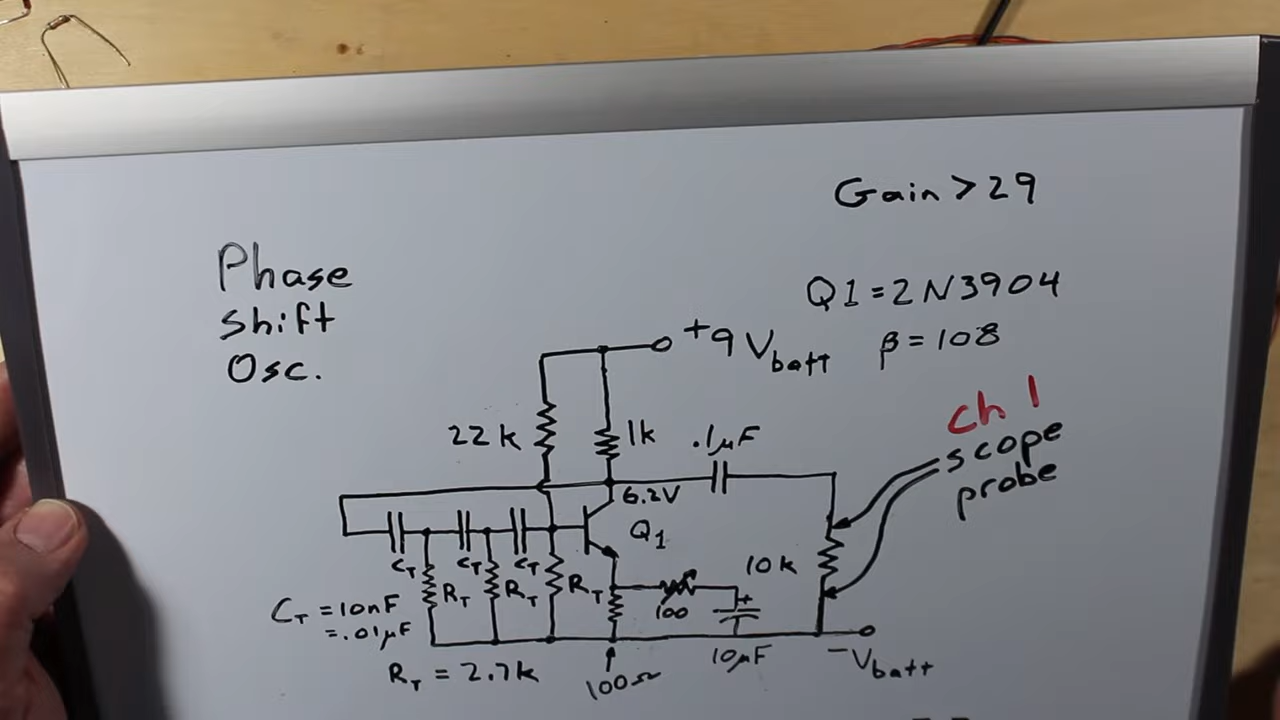 Gain > 29
Phase
Shift
Osc.
Q1 = 2N3904
β = 108
+9 Vbatt
ch 1
scope
probe
22k
1k
.1μF
6.2V
Q1
CT
CT
CT
RT
RT
RT
100
10k
CT = 10nF
= .01μF
10μF
-Vbatt
RT = 2.7k
100Ω